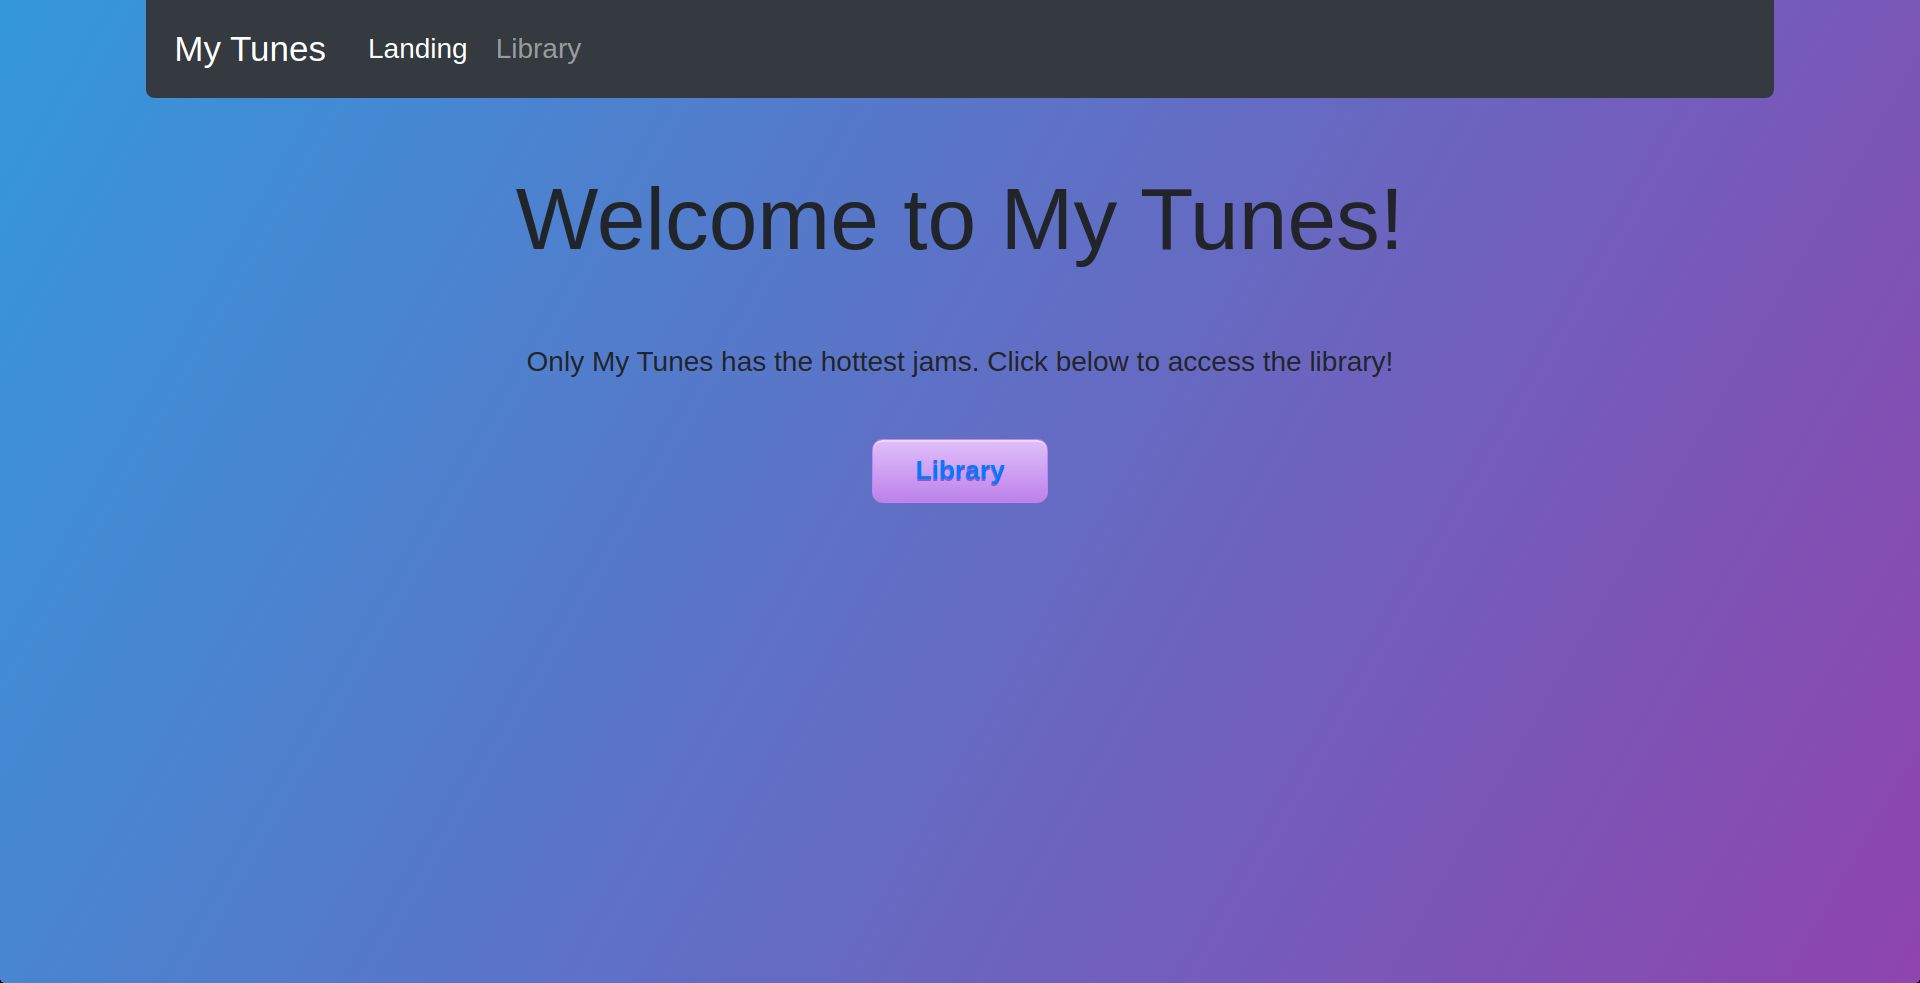 My Tunes Landing Library
Welcome to My Tunes!
Only My Tunes has the hottest jams. Click below to access the library!
Library